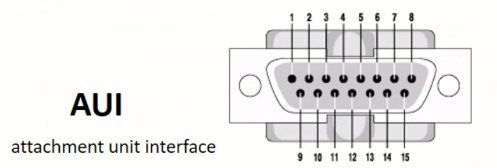 1 2 3 4 5 6 7 8
AUI
attachment unit interface
9 10 11 12 13 14 15